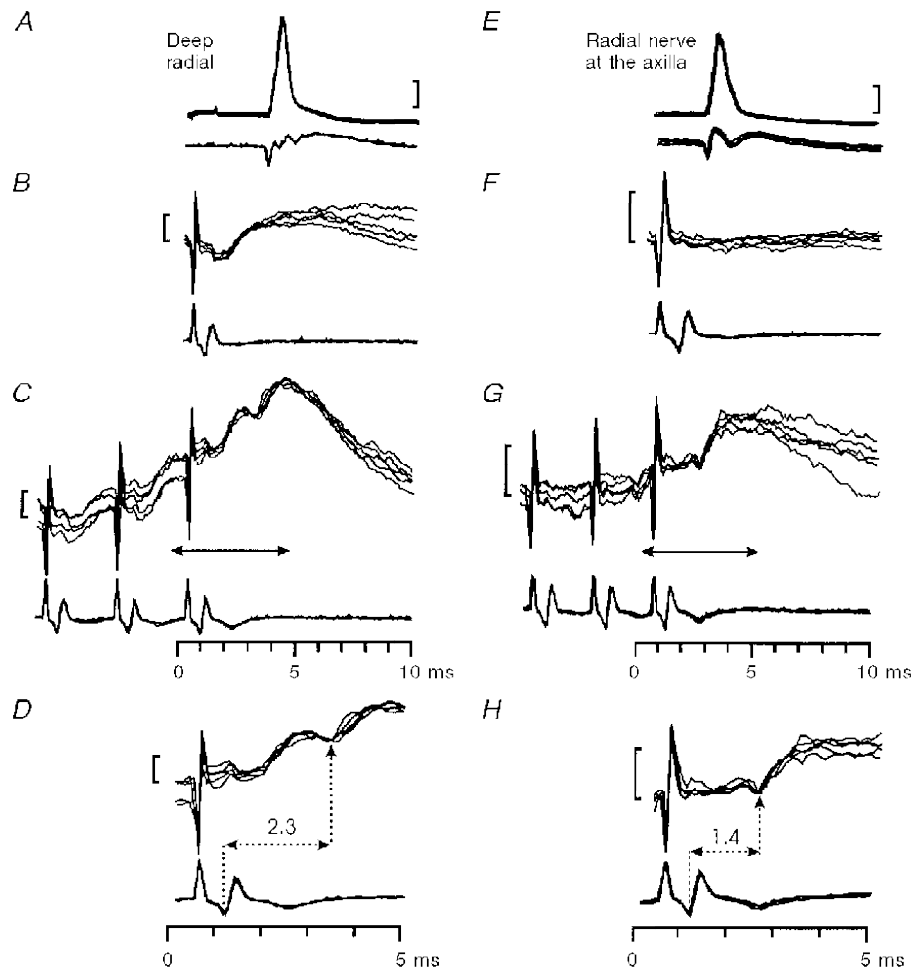 A
Deep
radial
E
Radial nerve
at the axilla
B
F
C
G
0 5 10 ms
0 5 10 ms
D
2.3
H
1.4
0 5 ms
0 5 ms